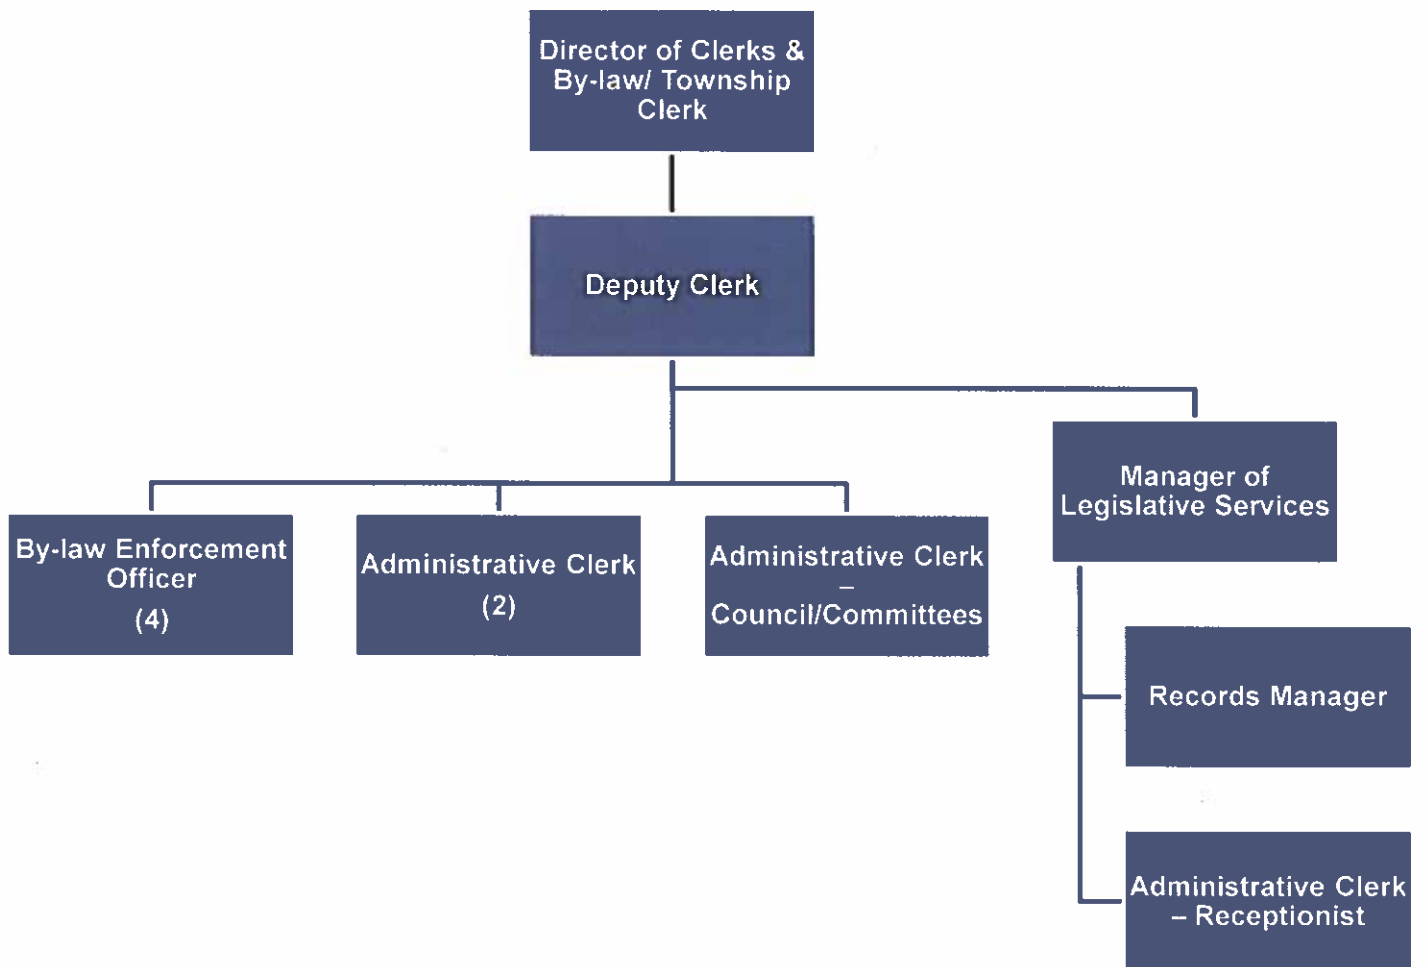 Director of Clerks &
By-law/ Township
Clerk
Deputy Clerk
Manager of
Legislative Services
By-law Enforcement
Officer
(4)
Administrative Clerk
(2)
Administrative Clerk
–
Council/Committees
Records Manager
Administrative Clerk
– Receptionist